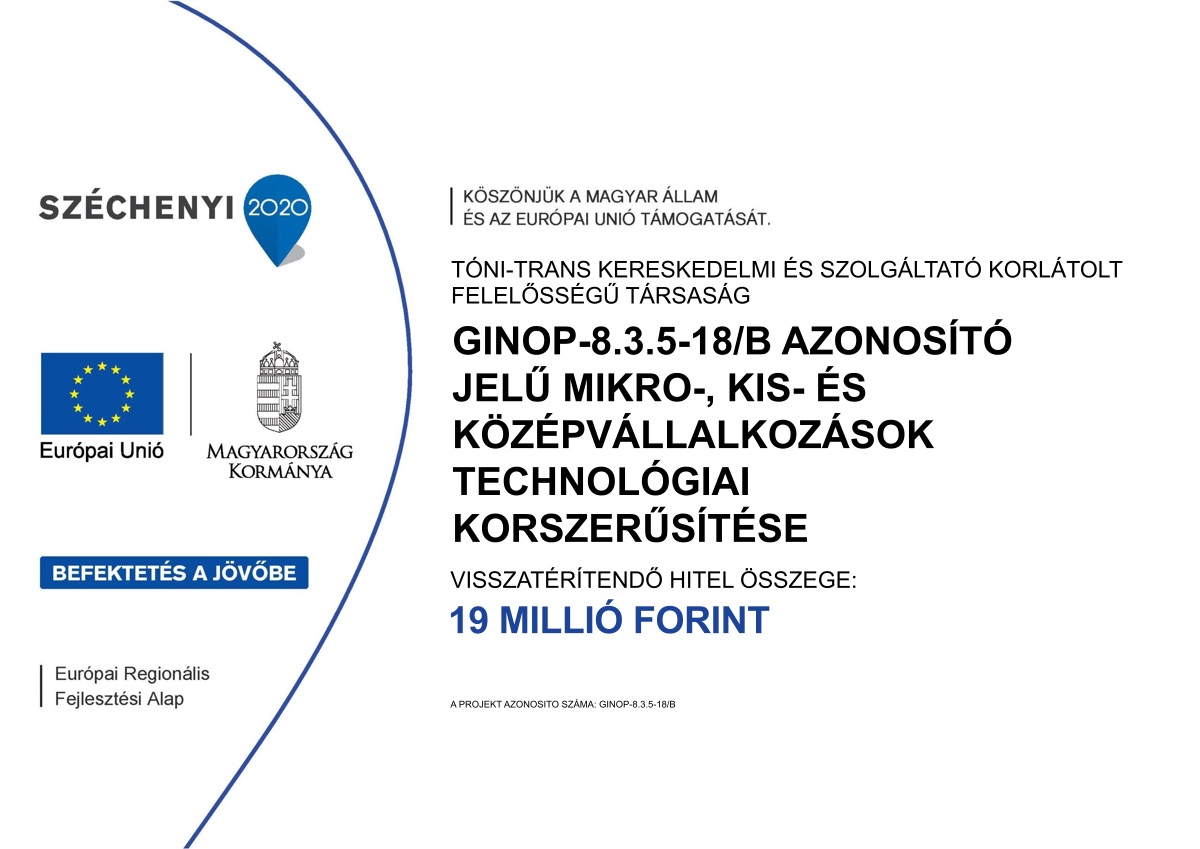 SZÉCHENYI 2020
Európai Unió
MAGYARORSZÁG
KORMÁNYA
BEFEKTETÉS A JÖVŐBE
Európai Regionális
Fejlesztési Alap
KÖSZÖNJÜK A MAGYAR ÁLLAM
ÉS AZ EURÓPAI UNIÓ TÁMOGATÁSÁT.
TÓNI-TRANS KERESKEDELMI ÉS SZOLGÁLTATÓ KORLÁTOLT
FELELŐSSÉGŰ TÁRSASÁG
GINOP-8.3.5-18/B AZONOSÍTÓ
JELŰ MIKRO-, KIS- ÉS
KÖZÉPVÁLLALKOZÁSOK
TECHNOLÓGIAI
KORSZERŰSÍTÉSE
VISSZATÉRÍTENDŐ HITEL ÖSSZEGE:
19 MILLIÓ FORINT
A PROJEKT AZONOSITO SZÁMA: GINOP-8.3.5-18/B